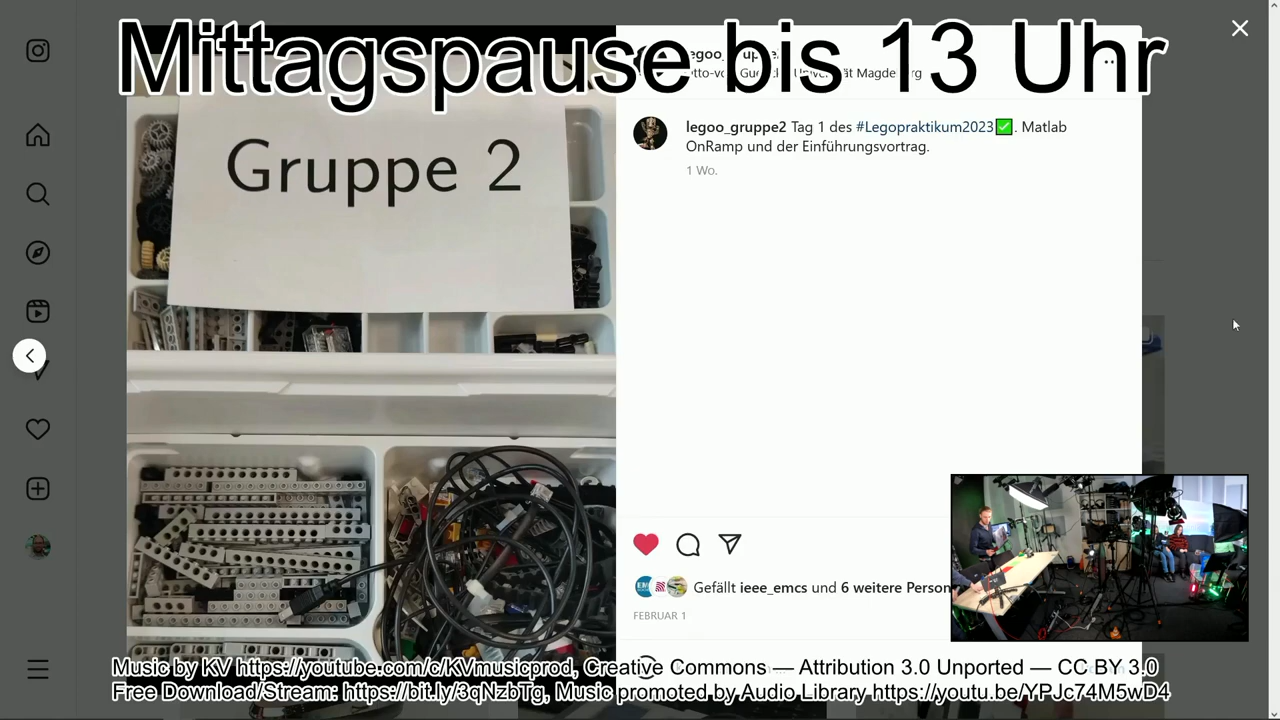 Mittagspause bis 13 Uhr
Gruppe 2
legoo_gruppe2 Tag 1 des #Legopraktikum2023✅. Matlab
OnRamp und der Einführungsvortrag.
1 Wo.
Gefällt ieee_emcs und 6 weitere Person
FEBRUAR 1
Music by KV https://youtube.com/c/KVmusicprod, Creative Commons — Attribution 3.0 Unported — CC BY 3.0
Free Download/Stream: https://bit.ly/3qNzbTg, Music promoted by Audio Library https://youtu.be/YPJc74M5wD4